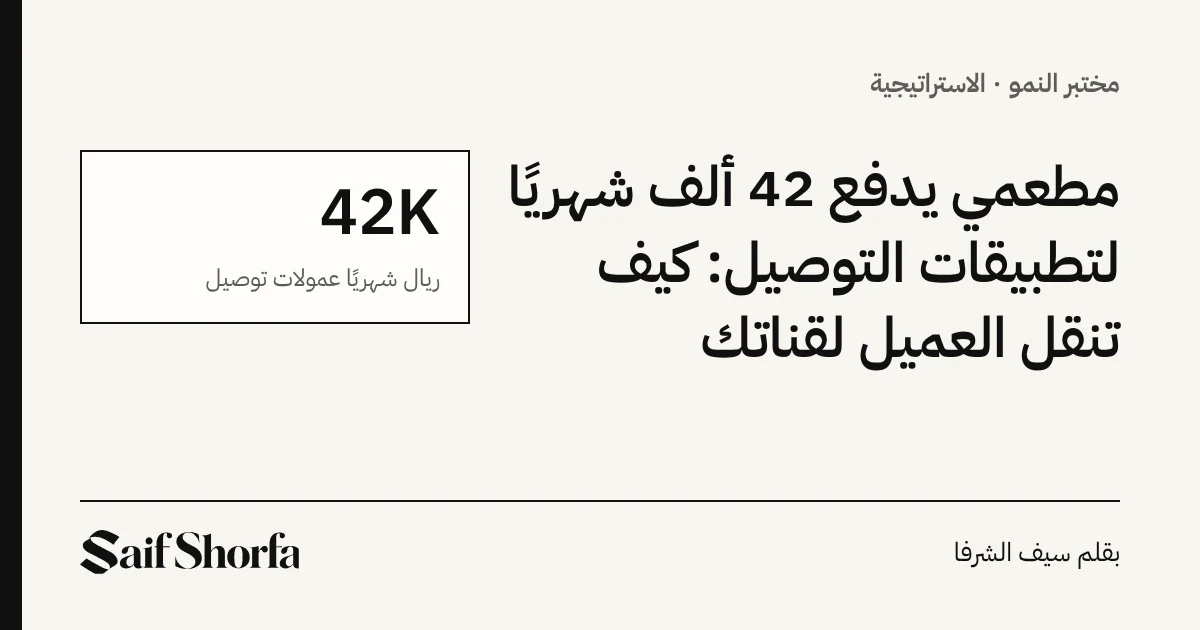 مختبر النمو · الاستراتيجية
مطعمي يدفع 42 ألف شهريًا
لتطبيقات التوصيل: كيف
تنقل العميل لقناتك
42K
ريال شهريًا عمولات توصيل
بقلم سيف الشرفا
Saif Shorfa